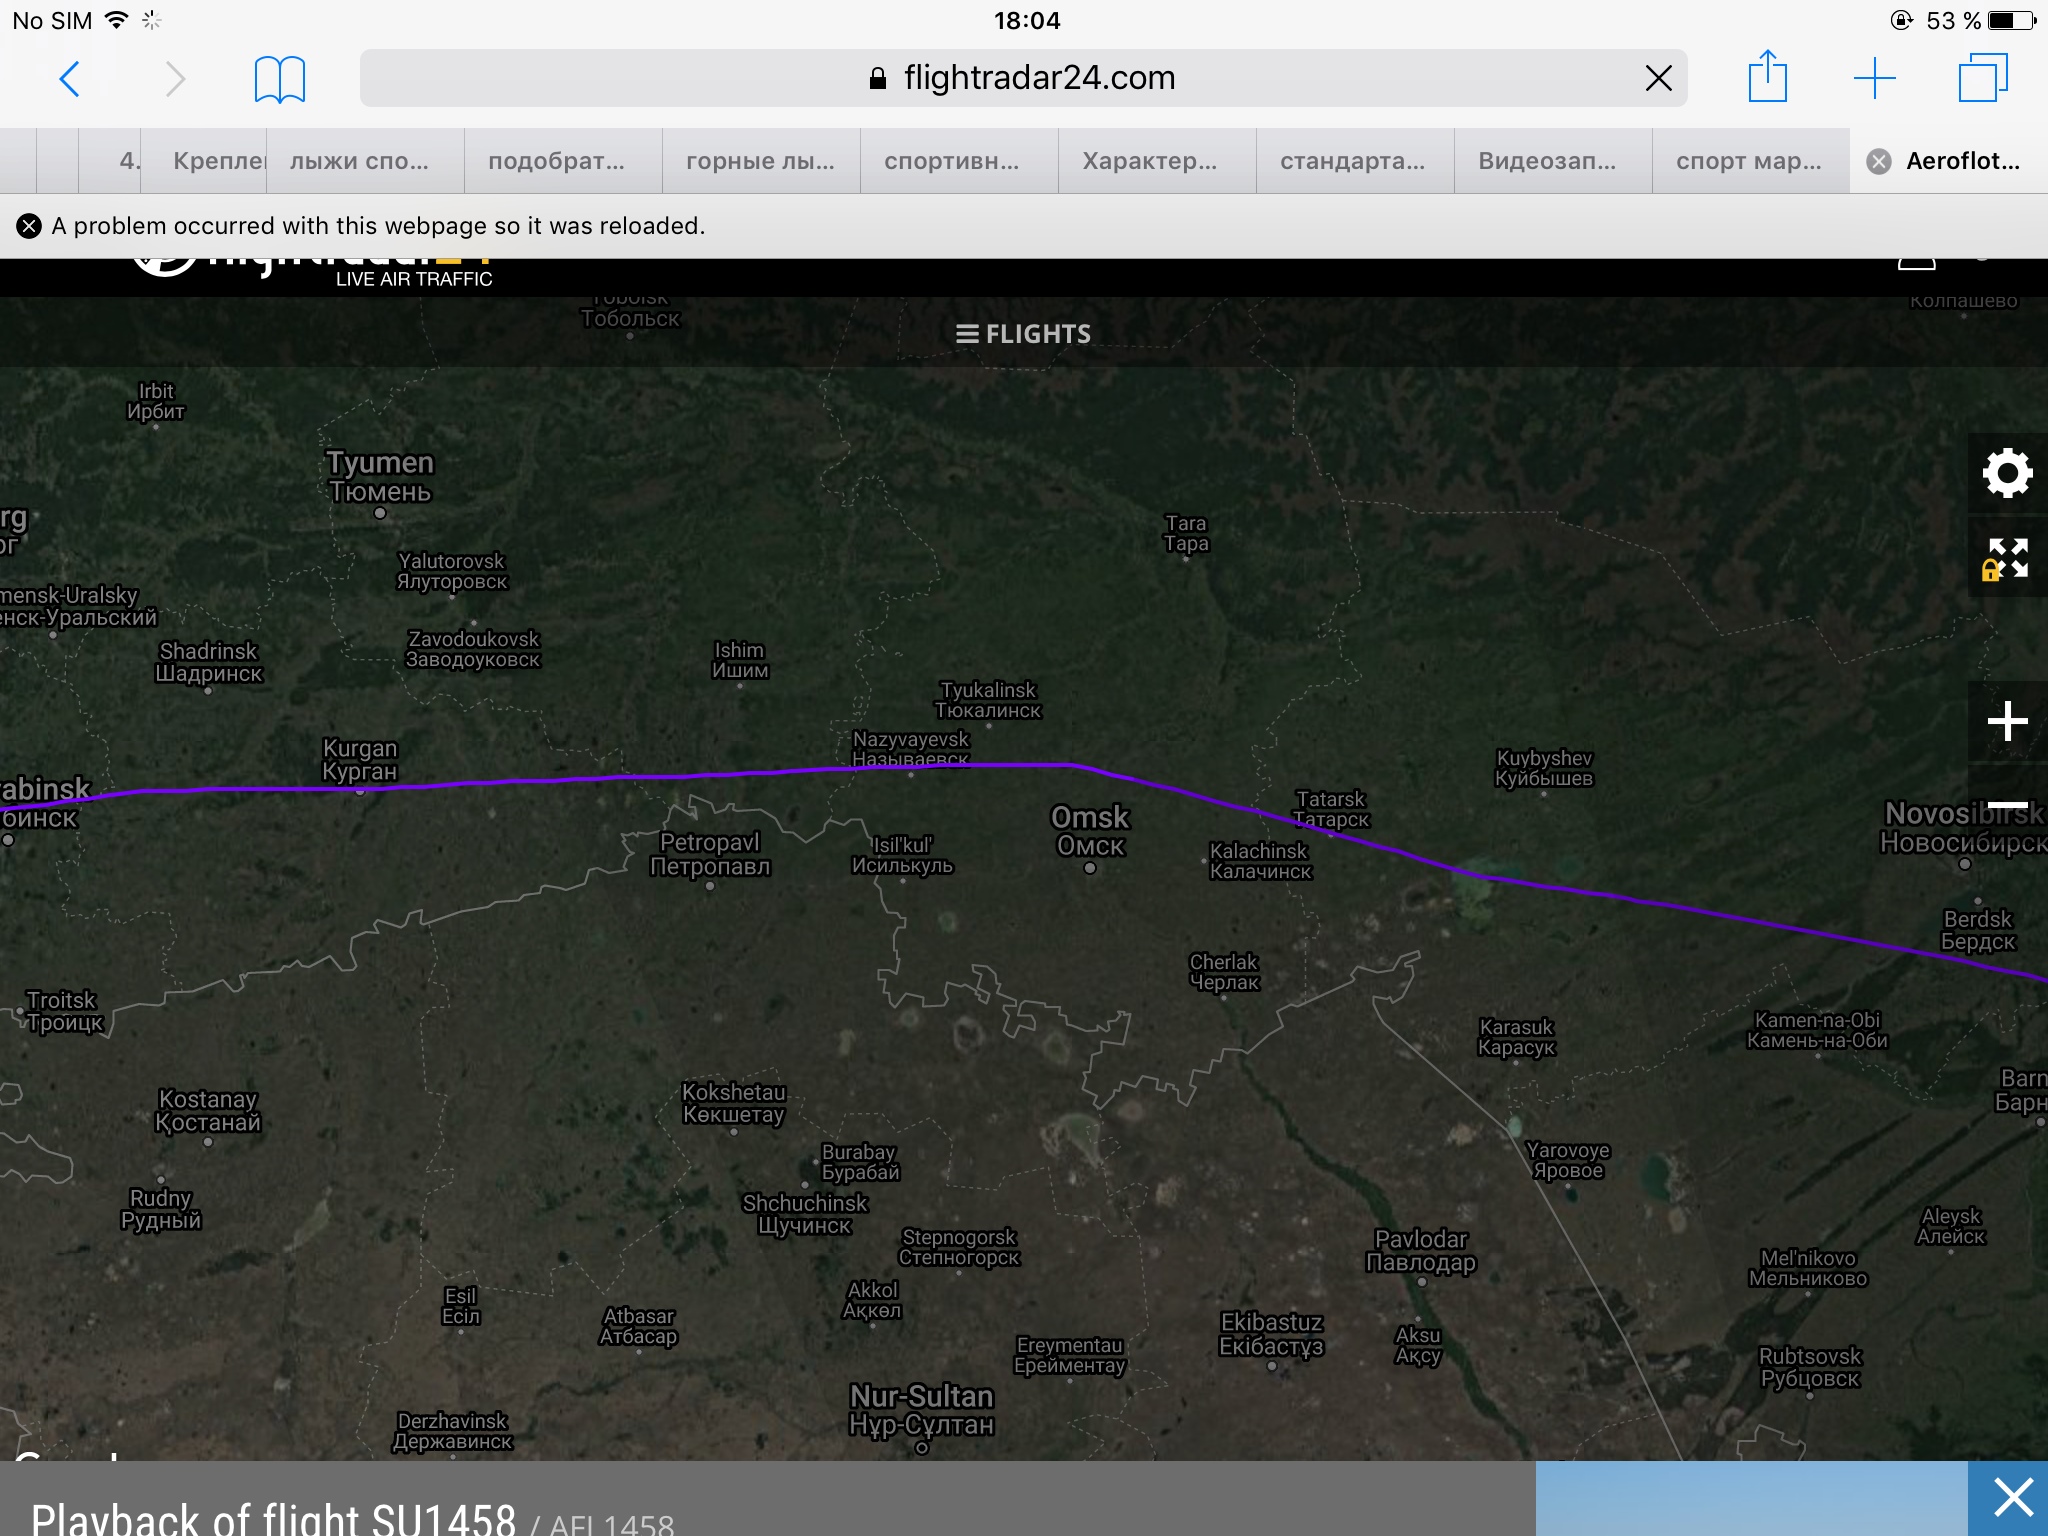 No SIM
18:04
53 %
flightradar24.com
4.
лыжи спо...
подобрат...
горные лы...
спортивн...
Характер...
стандарта...
Видеозап...
спорт мар...
Aeroflot...
A problem occurred with this webpage so it was reloaded.
LIVE AIR TRAFFIC
FLIGHTS
Тобольск
Колпашево
Irbit
Ирбит
Tyumen
Тюмень
Tara
Тара
Yalutorovsk
Ялуторовск
mensk-Uralsky
енск-Уральский
Zavodoukovsk
Заводоуковск
Shadrinsk
Шадринск
Ishim
Ишим
Tyukalinsk
Тюкалинск
Nazyvayevsk
Называевск
Kurgan
Курган
Kuybyshev
Куйбышев
abinsk
бинск
Tatarsk
Татарск
Omsk
Омск
Novosibirsk
Новосибирск
Petropavl
Петропавл
Isil'kul'
Исилькуль
Kalachinsk
Калачинск
Berdsk
Бердск
Cherlak
Черлак
Troitsk
Троицк
Karasuk
Карасук
Kamen-na-Obi
Камень-на-Оби
Barn
Барн
Kostanay
Қостанай
Kokshetau
Көкшетау
Burabay
Бурабай
Yarovoye
Яровое
Rudny
Рудный
Shchuchinsk
Щучинск
Stepnogorsk
Степногорск
Aleysk
Алейск
Pavlodar
Павлодар
Mel'nikovo
Мельниково
Esil
Есіл
Akkol
Ақкөл
Atbasar
Атбасар
Ekibastuz
Екібастұз
Aksu
Ақсу
Ereymentau
Ерейментау
Rubtsovsk
Рубцовск
Nur-Sultan
Нұр-Сұлтан
Derzhavinsk
Державинск
Playback of flight SU1458 / AFL1458